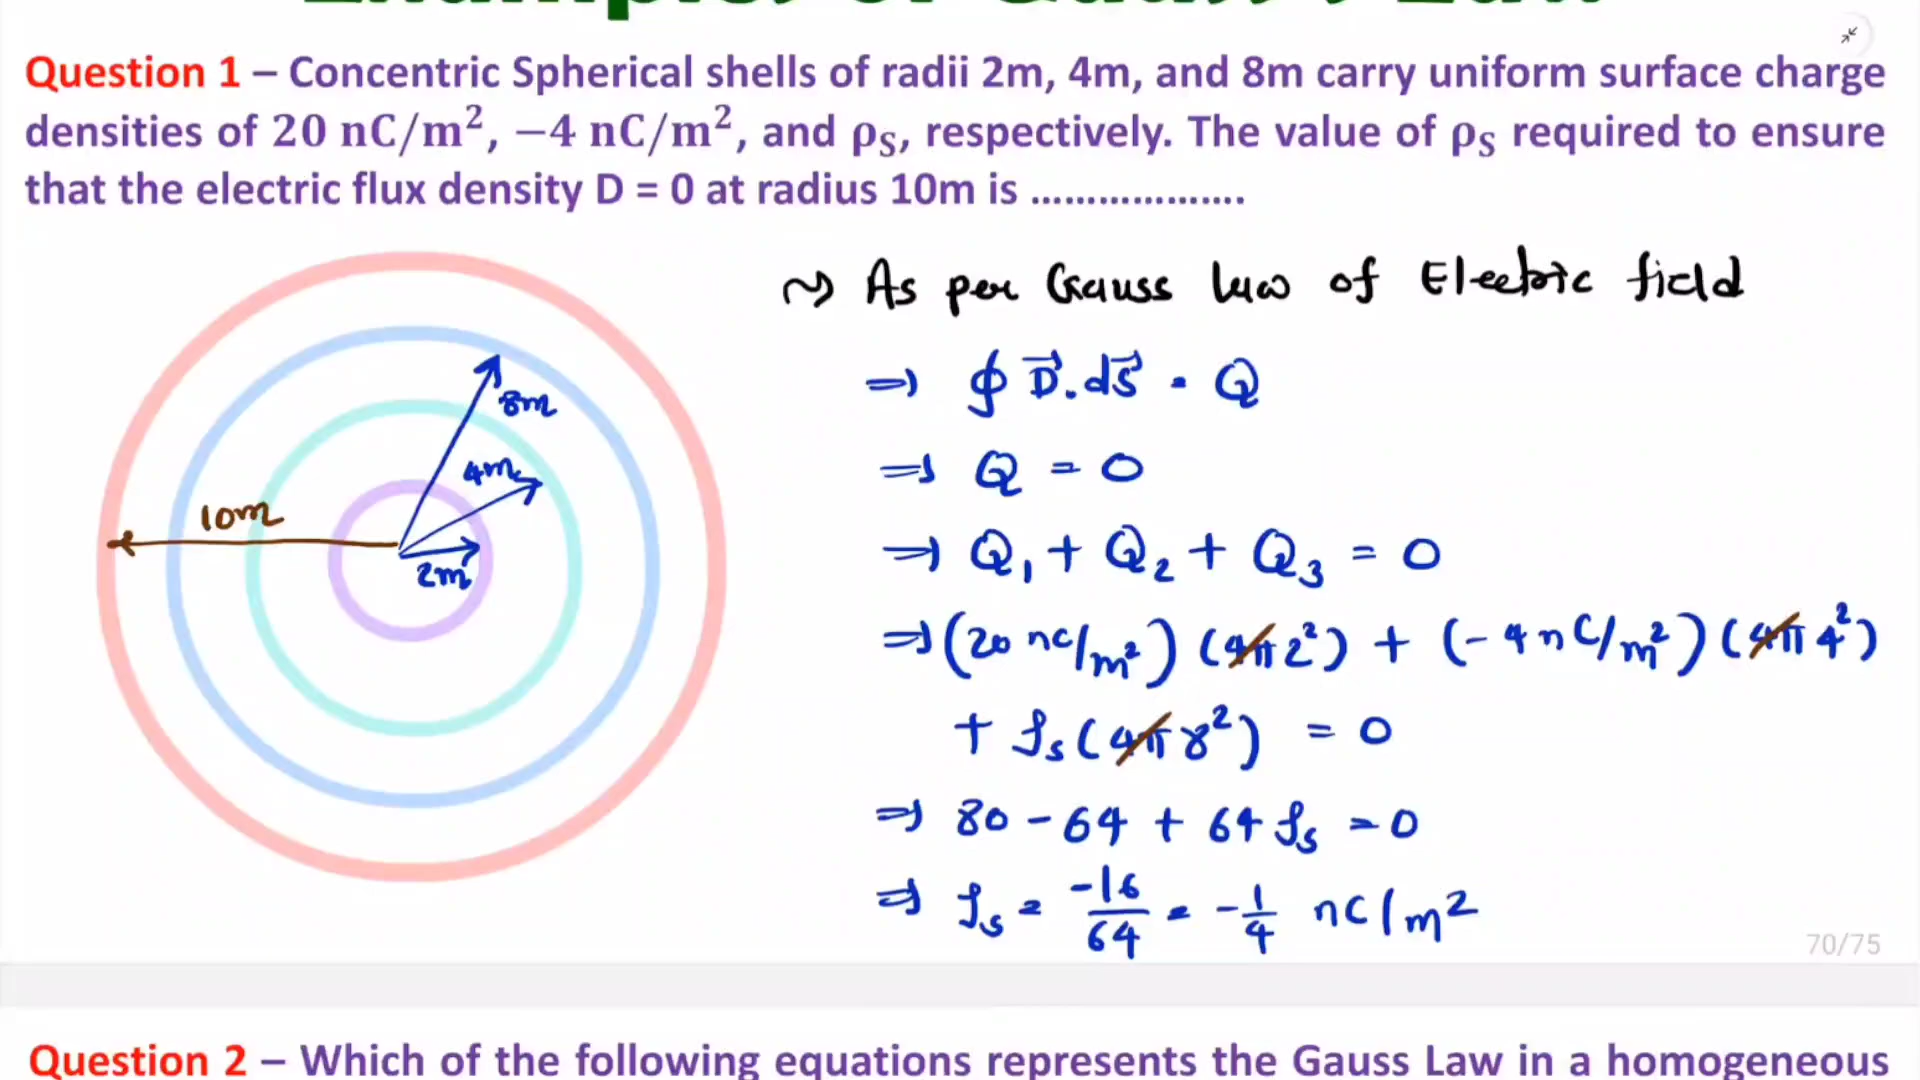 Examples of Gauss's Law
Question 1 – Concentric Spherical shells of radii 2m, 4m, and 8m carry uniform surface charge
densities of 20 nC/m², −4 nC/m², and ρS, respectively. The value of ρS required to ensure
that the electric flux density D = 0 at radius 10m is ...................
~> As per Gauss Law of Electric field
8m
4m
10m
2m
⇒ ∮ D⃗ . dS⃗ = Q
⇒ Q = 0
⇒ Q₁ + Q₂ + Q₃ = 0
⇒ (20 nC/m²) (4π2²) + (-4 nC/m²) (4π4²)
+ ρs (4π8²) = 0
⇒ 80 - 64 + 64 ρs = 0
⇒ ρs = -16/64 = -1/4 nC/m²
70/75
Question 2 – Which of the following equations represents the Gauss Law in a homogeneous